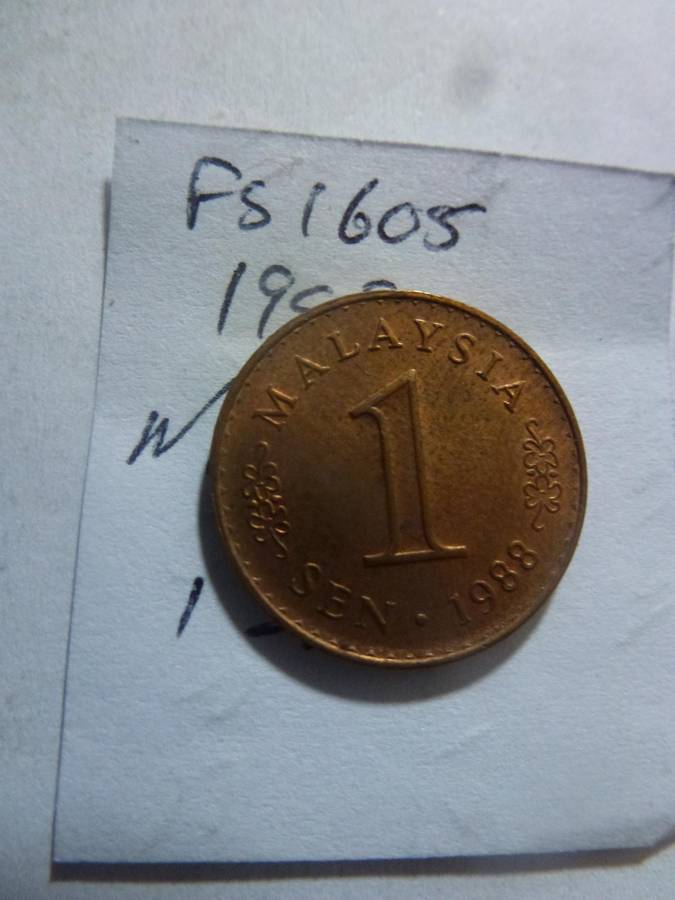 FS1605
MALAYSIA
1
SEN • 1988